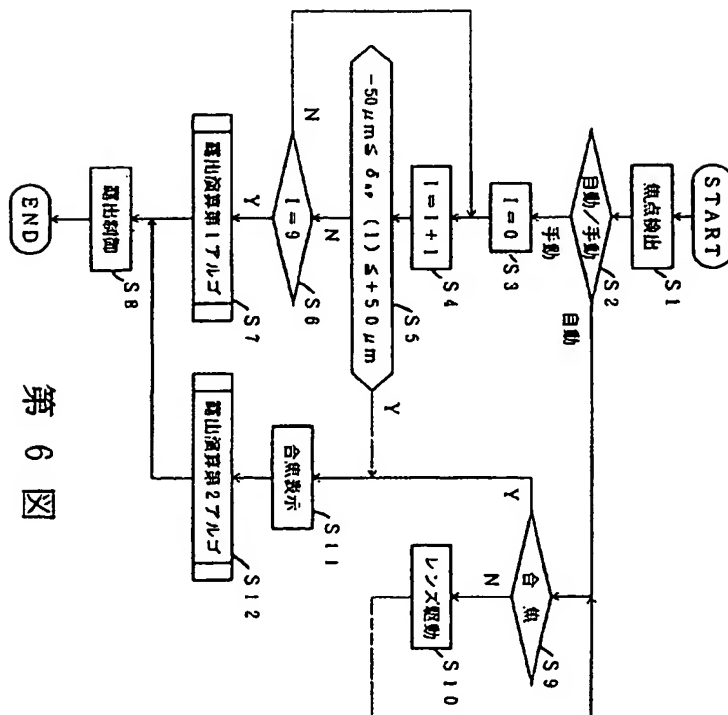 START
焦点検出
S1
自動/手動
S2
自動
手動
I=0
S3
I=I+1
S4
-50μm≦δAF (I)≦+50μm
S5
Y
N
I=9
S6
N
Y
露出演算第1アルゴ
S7
露出制御
S8
END
合焦
S9
Y
N
レンズ駆動
S10
合焦表示
S11
露出演算第2アルゴ
S12
第6図